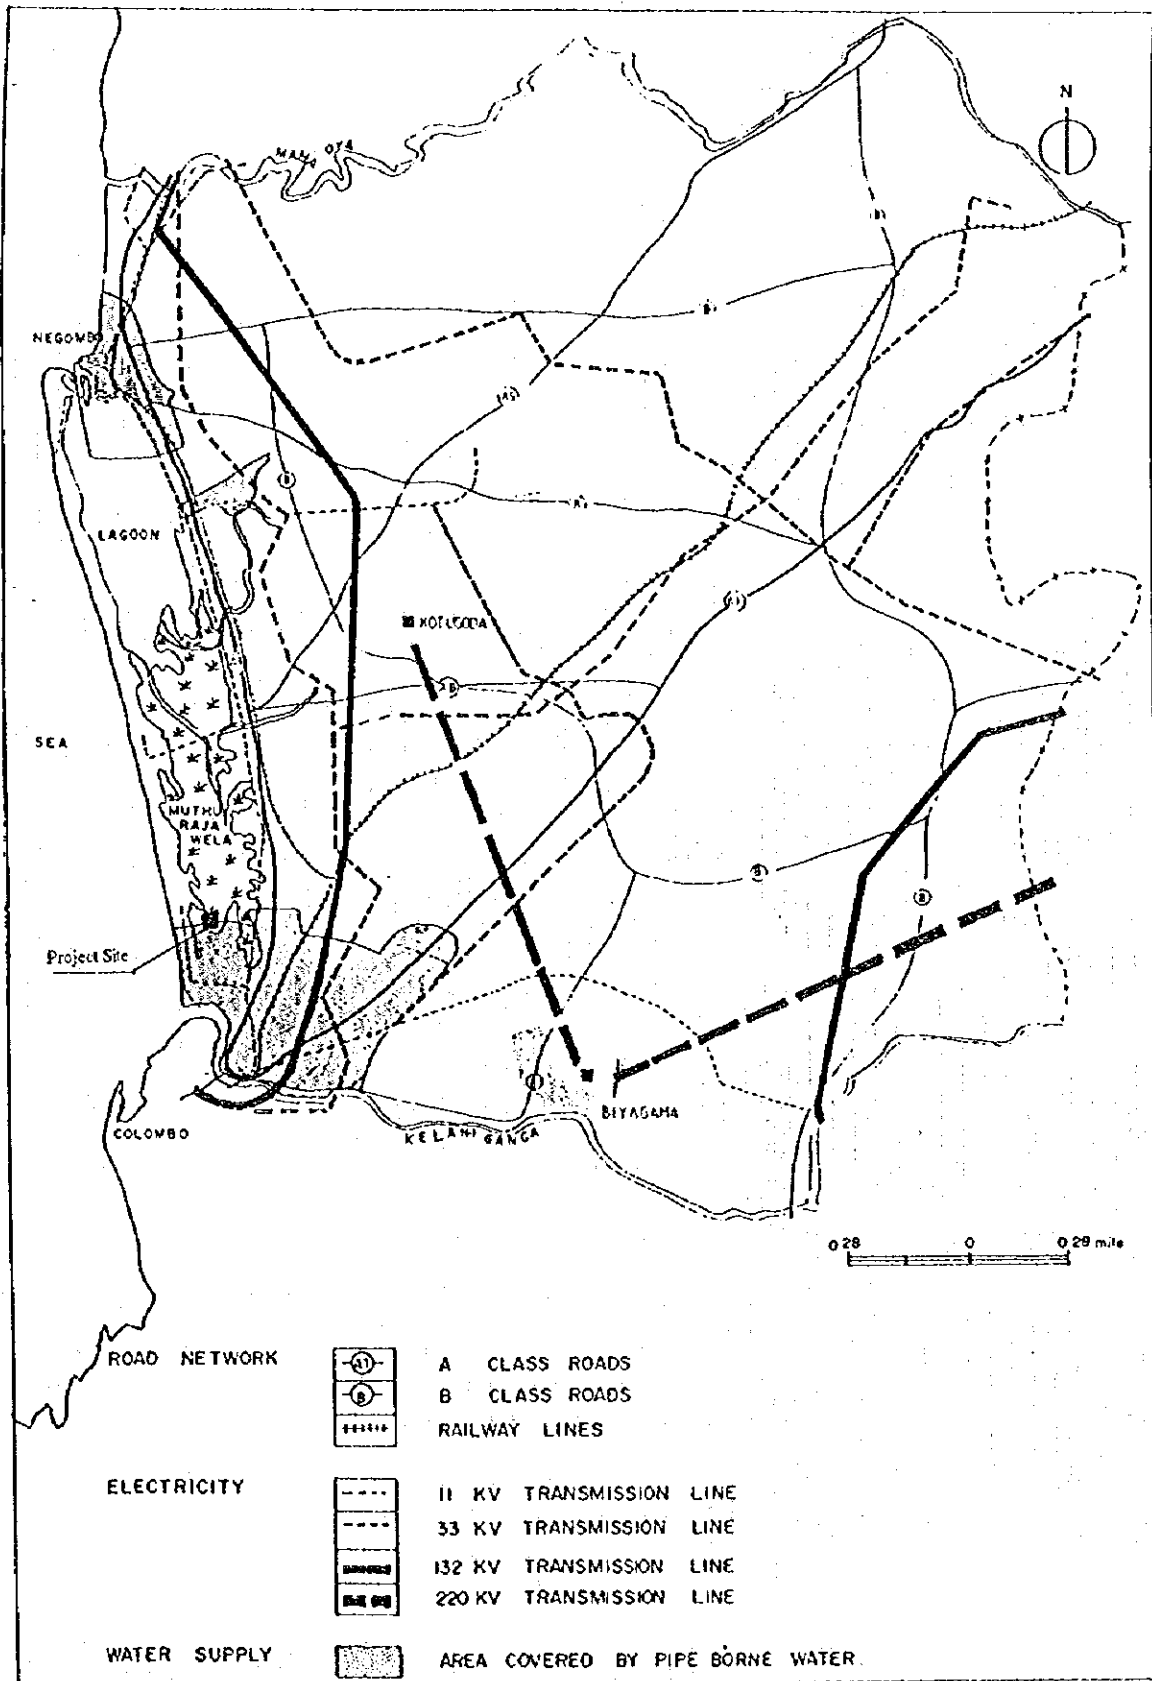 N
MAHA OYA
B
B
NEGOMBO
B
A
LAGOON
KOTUGODA
B
SEA
MUTHU
RAJA
WELA
B
B
Project Site
BIYAGAMA
COLOMBO
KELANI GANGA
0 28 0 0 29 mile
ROAD NETWORK
A1 A CLASS ROADS
B B CLASS ROADS
RAILWAY LINES
ELECTRICITY
11 KV TRANSMISSION LINE
33 KV TRANSMISSION LINE
132 KV TRANSMISSION LINE
220 KV TRANSMISSION LINE
WATER SUPPLY
AREA COVERED BY PIPE BORNE WATER